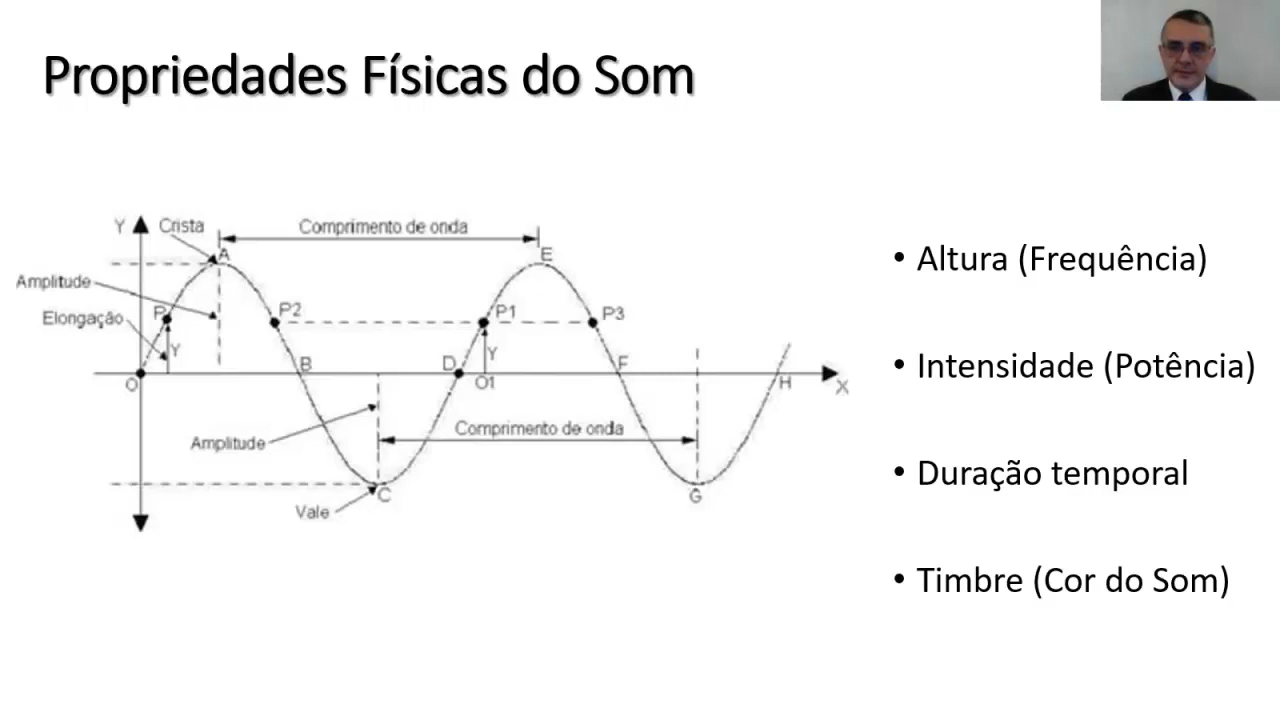 Propriedades Físicas do Som
Y
Crista
Comprimento de onda
A
E
Amplitude
Elongação
P
P2
P1
P3
Y
Y
B
D
F
O
O1
H
X
Amplitude
Comprimento de onda
C
G
Vale
• Altura (Frequência)
• Intensidade (Potência)
• Duração temporal
• Timbre (Cor do Som)